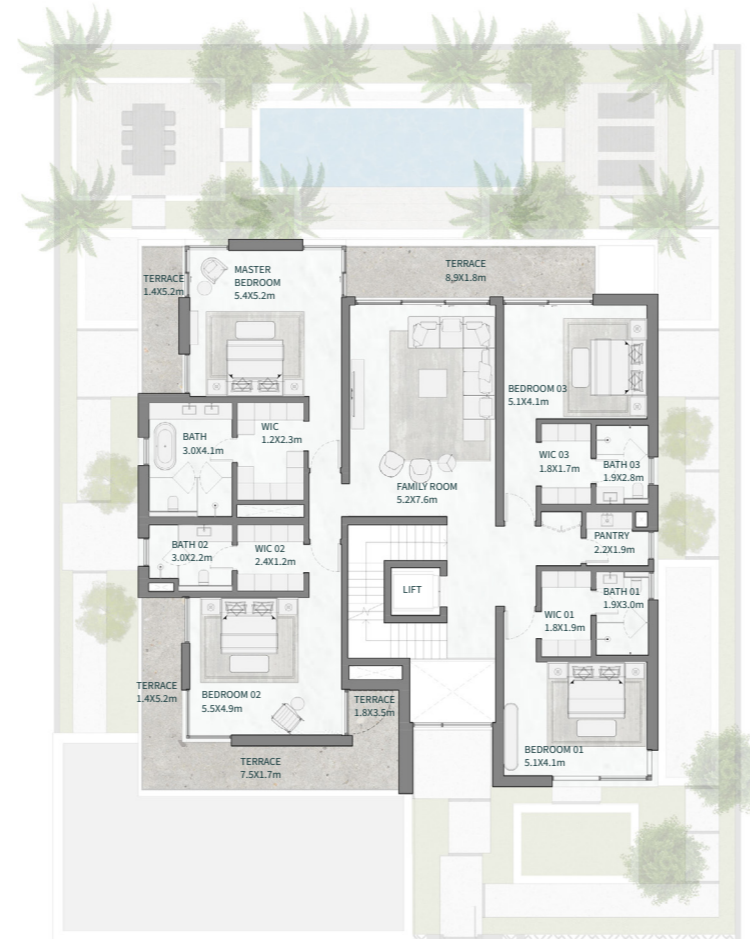 TERRACE
8,9X1.8m
MASTER
BEDROOM
5.4X5.2m
TERRACE
1.4X5.2m
BEDROOM 03
5.1X4.1m
BATH
3.0X4.1m
WIC
1.2X2.3m
WIC 03
1.8X1.7m
BATH 03
1.9X2.8m
FAMILY ROOM
5.2X7.6m
BATH 02
3.0X2.2m
WIC 02
2.4X1.2m
PANTRY
2.2X1.9m
LIFT
WIC 01
1.8X1.9m
BATH 01
1.9X3.0m
TERRACE
1.4X5.2m
BEDROOM 02
5.5X4.9m
TERRACE
1.8X3.5m
BEDROOM 01
5.1X4.1m
TERRACE
7.5X1.7m